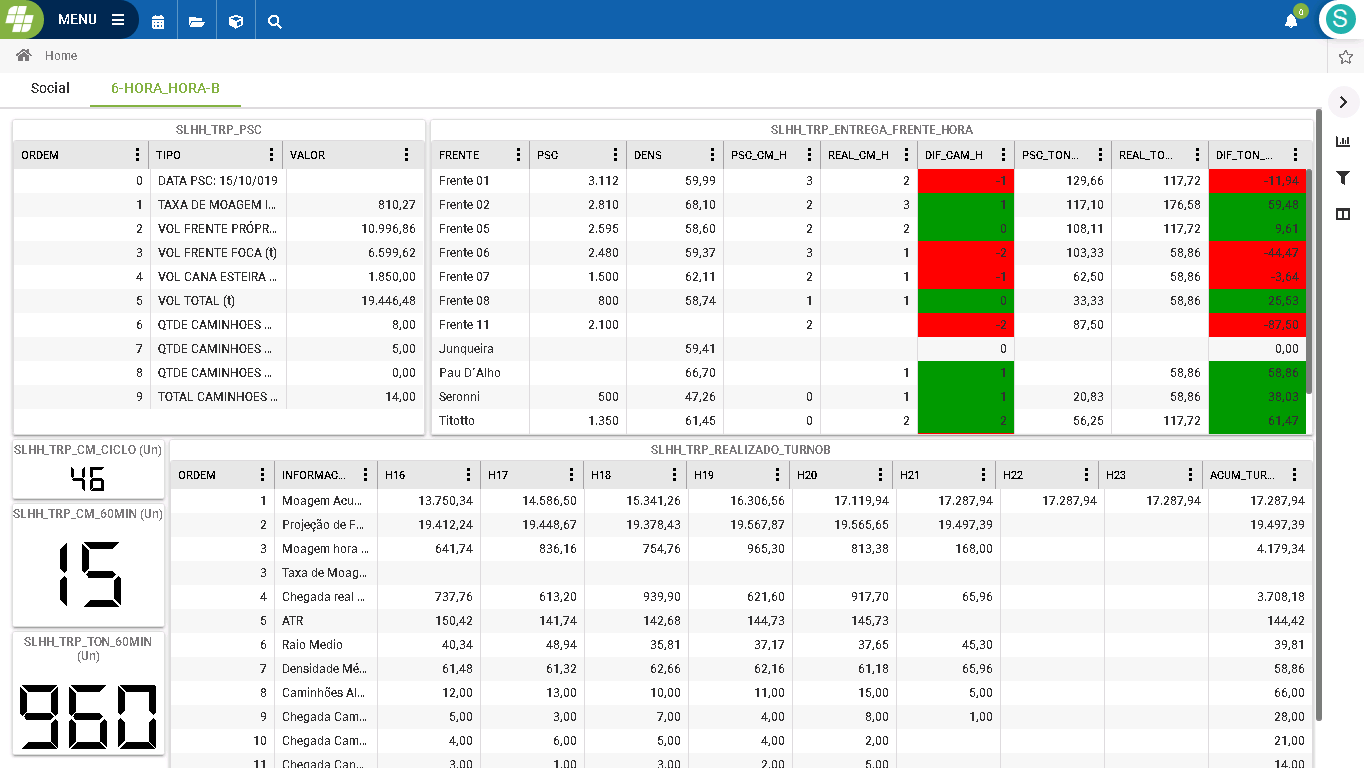 MENU
0
S
Home
Social 6-HORA_HORA-B
SLHH_TRP_PSC
ORDEM TIPO VALOR
0 DATA PSC: 15/10/019
1 TAXA DE MOAGEM I... 810,27
2 VOL FRENTE PRÓPR... 10.996,86
3 VOL FRENTE FOCA (t) 6.599,62
4 VOL CANA ESTEIRA ... 1.850,00
5 VOL TOTAL (t) 19.446,48
6 QTDE CAMINHOES ... 8,00
7 QTDE CAMINHOES ... 5,00
8 QTDE CAMINHOES ... 0,00
9 TOTAL CAMINHOES ... 14,00
SLHH_TRP_ENTREGA_FRENTE_HORA
FRENTE PSC DENS PSC_CM_H REAL_CM_H DIF_CAM_H PSC_TON... REAL_TO... DIF_TON_...
Frente 01 3.112 59,99 3 2 -1 129,66 117,72 -11,94
Frente 02 2.810 68,10 2 3 1 117,10 176,58 59,48
Frente 05 2.595 58,60 2 2 0 108,11 117,72 9,61
Frente 06 2.480 59,37 3 1 -2 103,33 58,86 -44,47
Frente 07 1.500 62,11 2 1 -1 62,50 58,86 -3,64
Frente 08 800 58,74 1 1 0 33,33 58,86 25,53
Frente 11 2.100 2 -2 87,50 -87,50
Junqueira 59,41 0 0,00
Pau D´Alho 66,70 1 1 58,86 58,86
Seronni 500 47,26 0 1 1 20,83 58,86 38,03
Titotto 1.350 61,45 0 2 2 56,25 117,72 61,47
SLHH_TRP_CM_CICLO (Un)
46
SLHH_TRP_CM_60MIN (Un)
15
SLHH_TRP_TON_60MIN
(Un)
960
SLHH_TRP_REALIZADO_TURNOB
ORDEM INFORMAC... H16 H17 H18 H19 H20 H21 H22 H23 ACUM_TUR...
1 Moagem Acu... 13.750,34 14.586,50 15.341,26 16.306,56 17.119,94 17.287,94 17.287,94 17.287,94 17.287,94
2 Projeção de F... 19.412,24 19.448,67 19.378,43 19.567,87 19.565,65 19.497,39 19.497,39
3 Moagem hora ... 641,74 836,16 754,76 965,30 813,38 168,00 4.179,34
3 Taxa de Moag...
4 Chegada real ... 737,76 613,20 939,90 621,60 917,70 65,96 3.708,18
5 ATR 150,42 141,74 142,68 144,73 145,73 144,42
6 Raio Medio 40,34 48,94 35,81 37,17 37,65 45,30 39,81
7 Densidade Mé... 61,48 61,32 62,66 62,16 61,18 65,96 58,86
8 Caminhões Al... 12,00 13,00 10,00 11,00 15,00 5,00 66,00
9 Chegada Cam... 5,00 3,00 7,00 4,00 8,00 1,00 28,00
10 Chegada Cam... 4,00 6,00 5,00 4,00 2,00 21,00
11 Chegada Can... 3,00 1,00 3,00 2,00 5,00 14,00